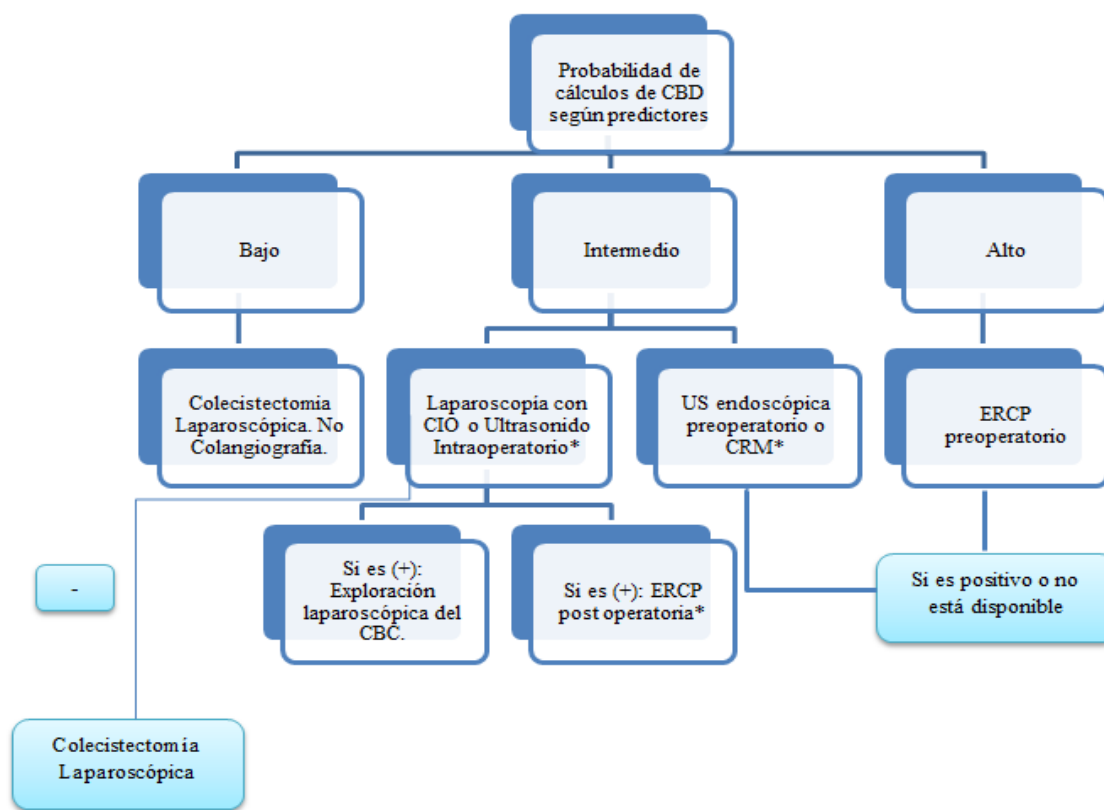 Probabilidad de
cálculos de CBD
según predictores
Bajo
Intermedio
Alto
Colecistectomia
Laparoscópica. No
Colangiografía.
Laparoscopía con
CIO o Ultrasonido
Intraoperatorio*
US endoscópica
preoperatorio o
CRM*
ERCP
preoperatorio
Si es (+):
Exploración
laparoscópica del
CBC.
Si es (+): ERCP
post operatoria*
Si es positivo o no
está disponible
-
Colecistectomía
Laparoscópica